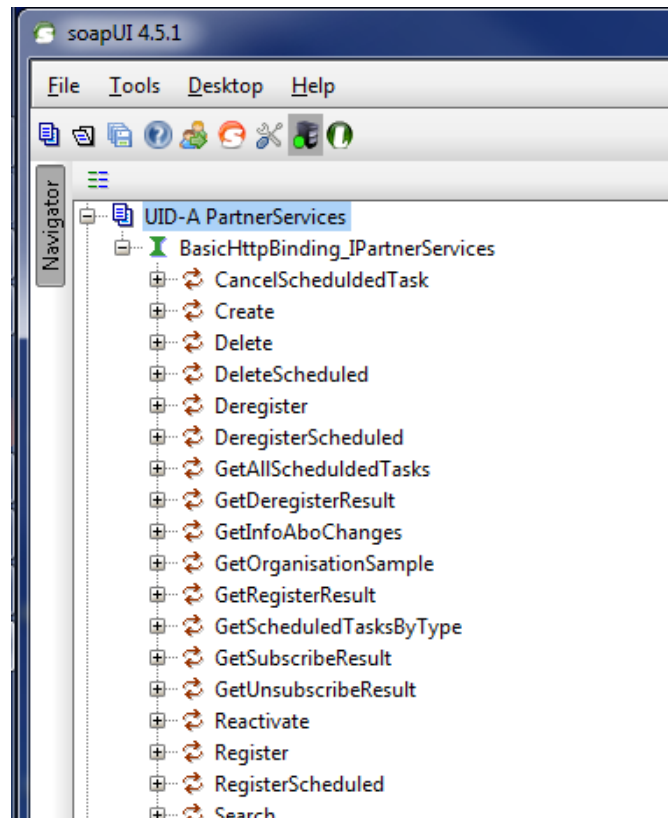 soapUI 4.5.1
File Tools Desktop Help
Navigator
UID-A PartnerServices
BasicHttpBinding_IPartnerServices
CancelScheduldedTask
Create
Delete
DeleteScheduled
Deregister
DeregisterScheduled
GetAllScheduldedTasks
GetDeregisterResult
GetInfoAboChanges
GetOrganisationSample
GetRegisterResult
GetScheduledTasksByType
GetSubscribeResult
GetUnsubscribeResult
Reactivate
Register
RegisterScheduled
Search